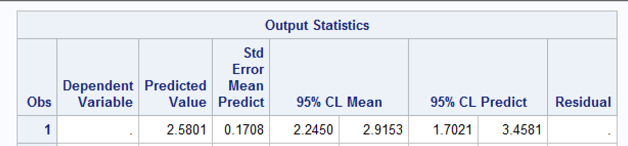 Output Statistics
Obs Dependent Variable Predicted Value Std Error Mean Predict 95% CL Mean 95% CL Predict Residual
1 . 2.5801 0.1708 2.2450 2.9153 1.7021 3.4581 .